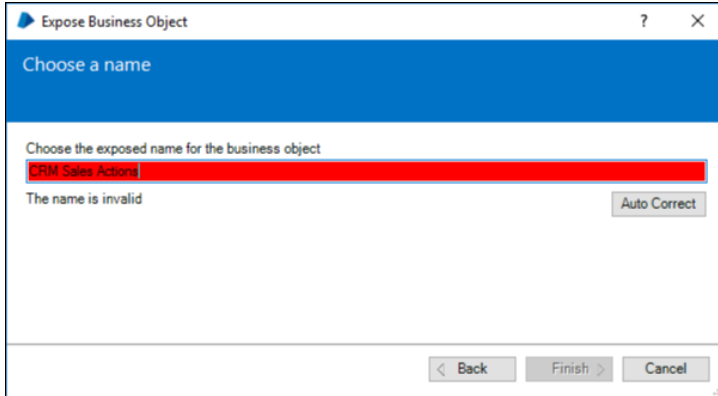 Expose Business Object
Choose a name
Choose the exposed name for the business object
CRM Sales Actions
The name is invalid
Auto Correct
Back
Finish
Cancel